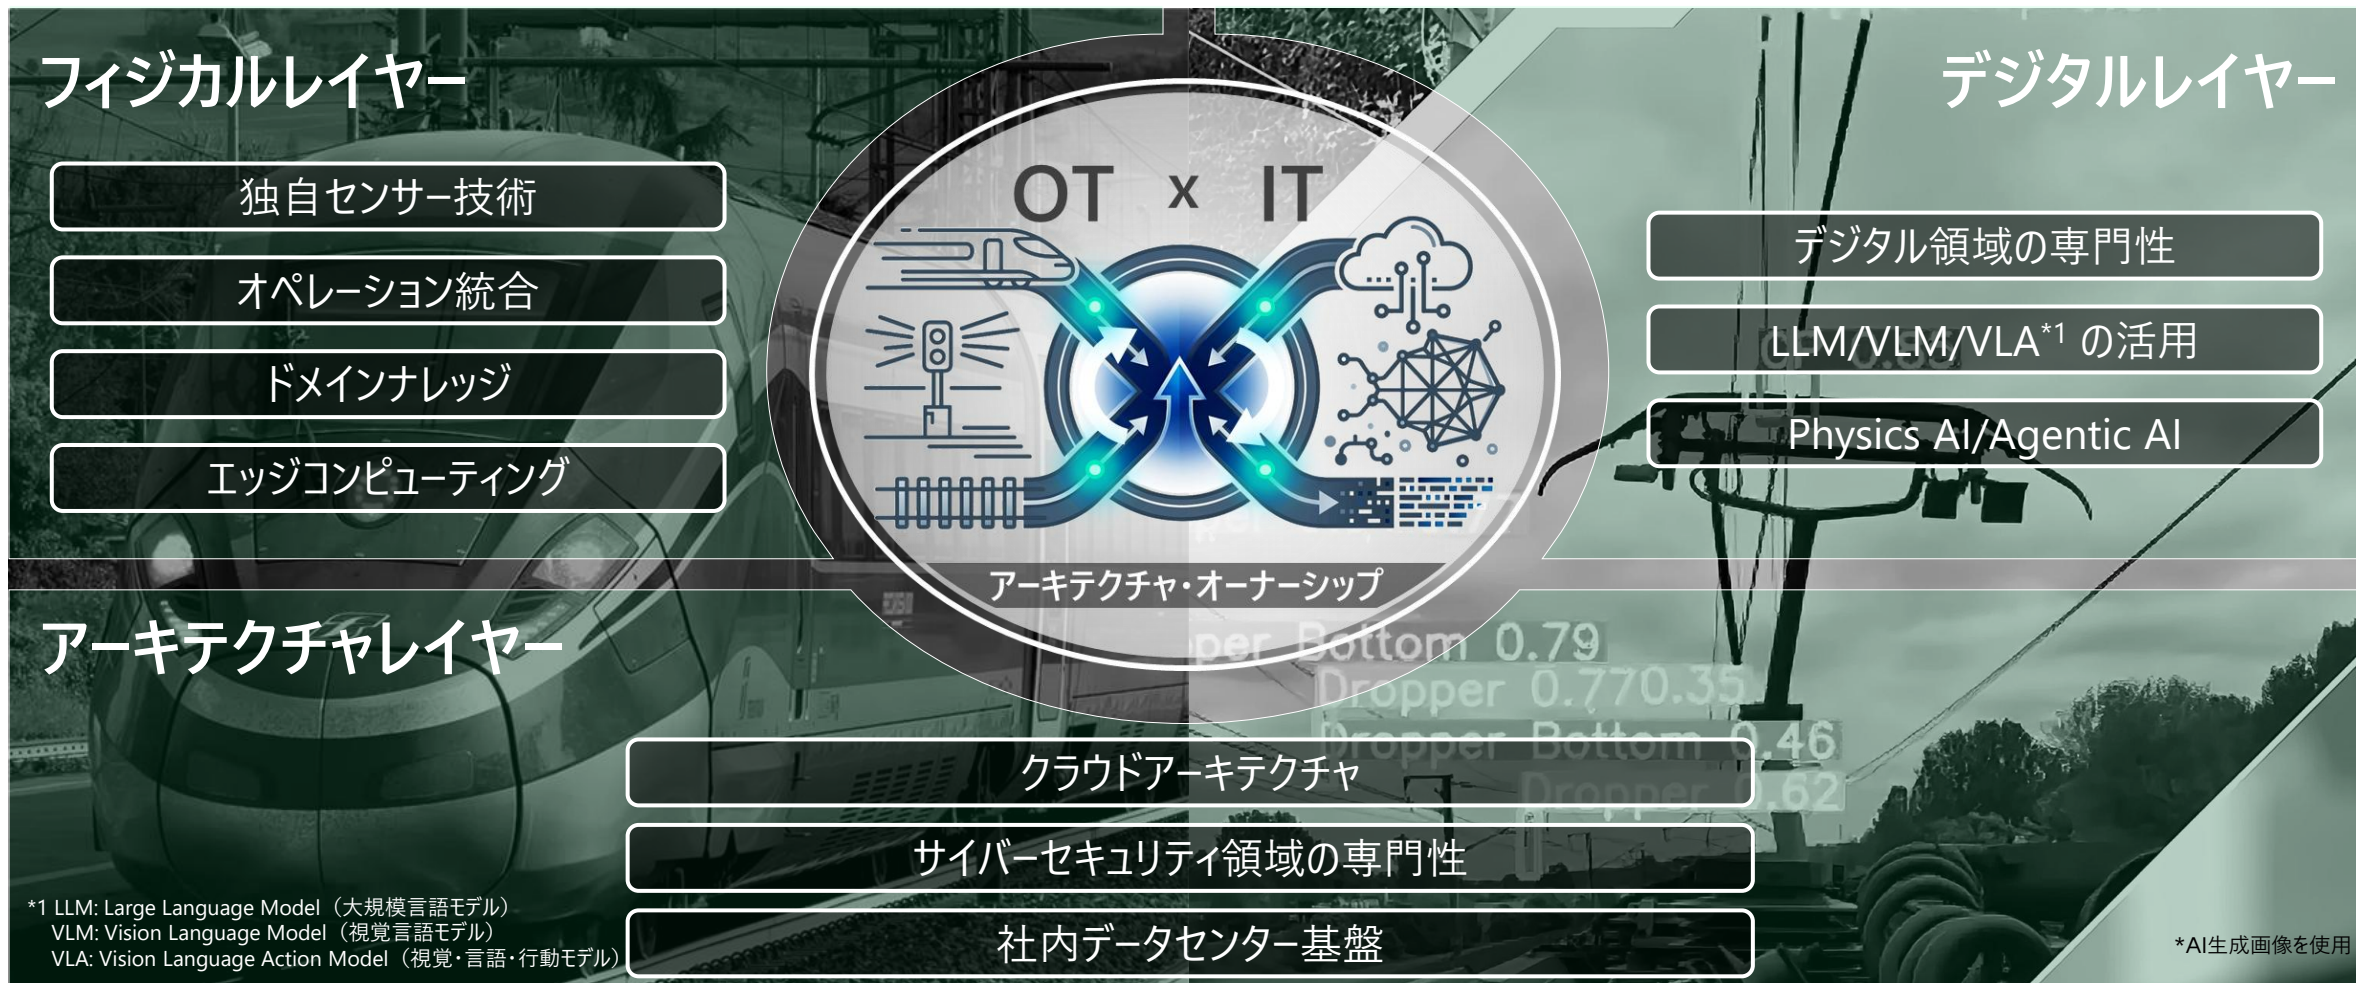 フィジカルレイヤー
独自センサー技術
オペレーション統合
ドメインナレッジ
エッジコンピューティング
OT x IT
アーキテクチャ・オーナーシップ
デジタルレイヤー
デジタル領域の専門性
LLM/VLM/VLA*1 の活用
Physics AI/Agentic AI
アーキテクチャレイヤー
per Bottom 0.79
Dropper 0.770.35
Dropper Bottom 0.46
Dropper 0.62
クラウドアーキテクチャ
サイバーセキュリティ領域の専門性
社内データセンター基盤
*1 LLM: Large Language Model（大規模言語モデル）
VLM: Vision Language Model（視覚言語モデル）
VLA: Vision Language Action Model（視覚・言語・行動モデル）
*AI生成画像を使用